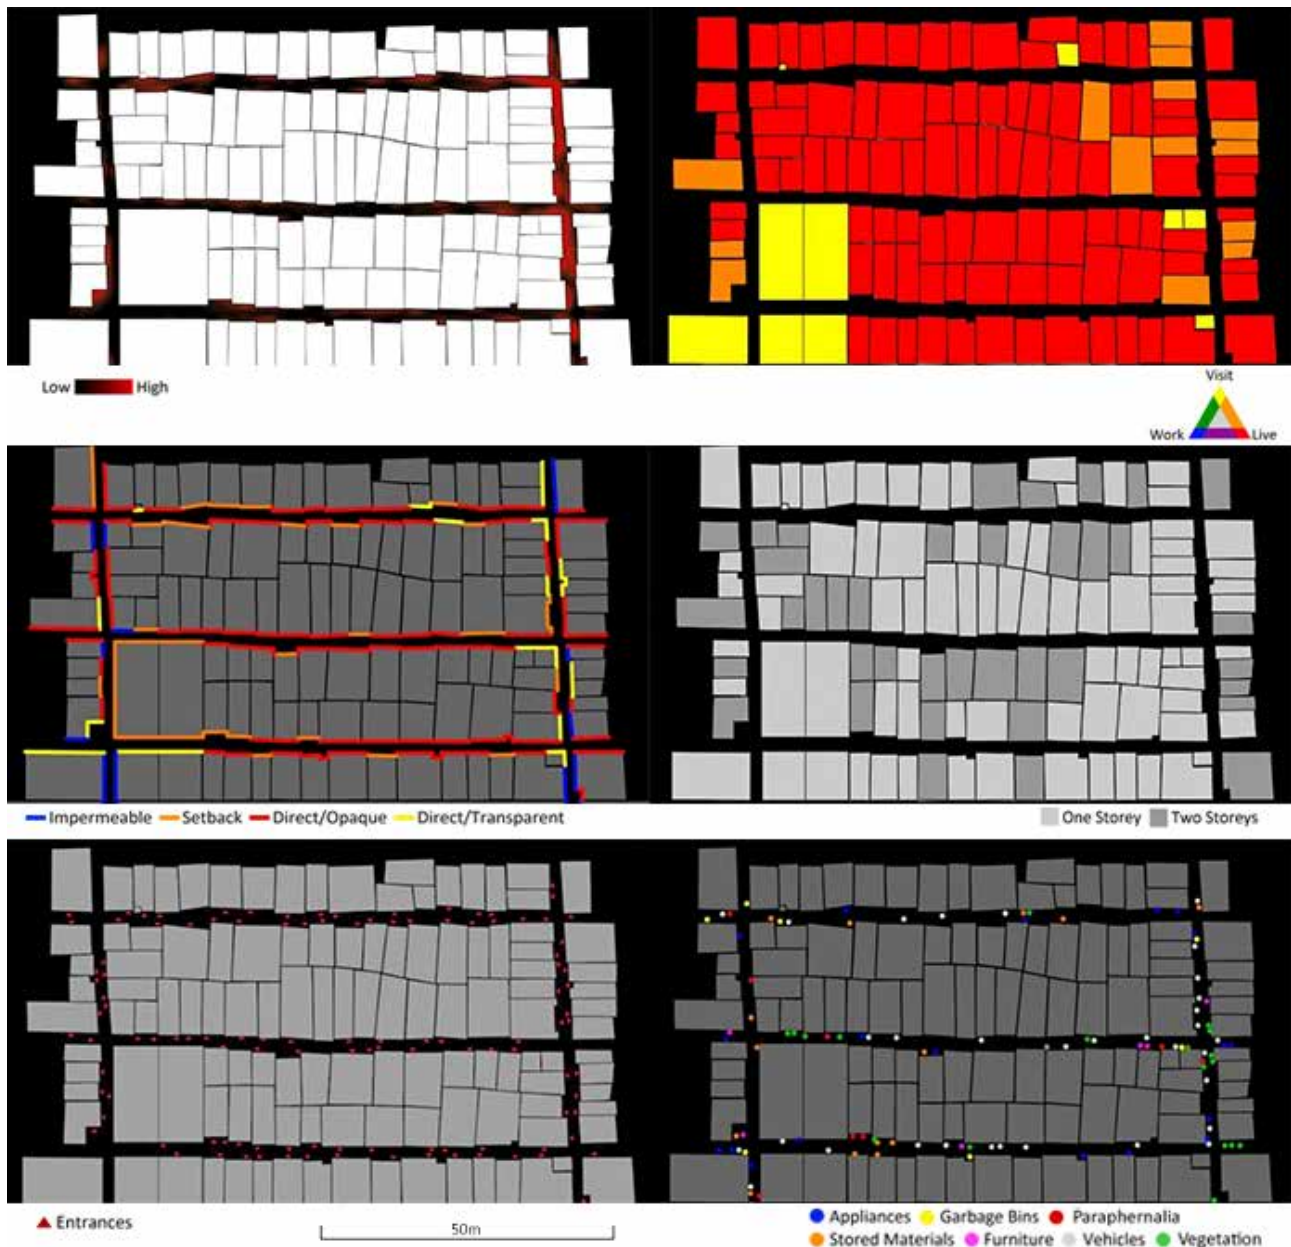 Low High
Visit
Work Live
Impermeable Setback Direct/Opaque Direct/Transparent
One Storey Two Storeys
Entrances
50m
Appliances Garbage Bins Paraphernalia
Stored Materials Furniture Vehicles Vegetation